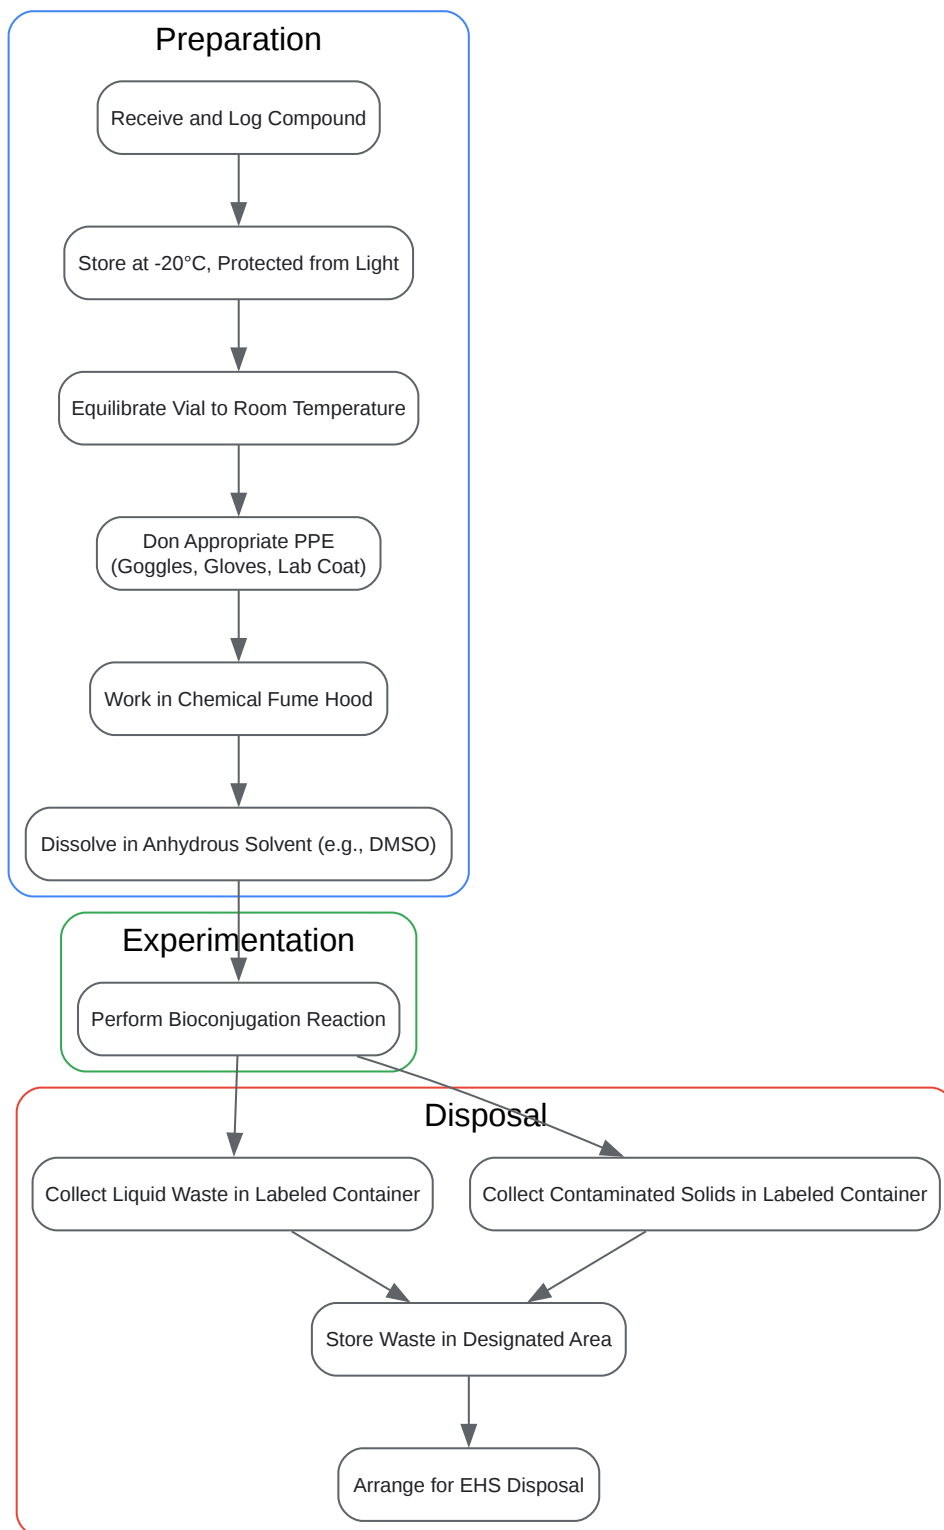 Preparation
Receive and Log Compound
Store at -20°C, Protected from Light
Equilibrate Vial to Room Temperature
Don Appropriate PPE
(Goggles, Gloves, Lab Coat)
Work in Chemical Fume Hood
Dissolve in Anhydrous Solvent (e.g., DMSO)
Experimentation
Perform Bioconjugation Reaction
Disposal
Collect Liquid Waste in Labeled Container
Collect Contaminated Solids in Labeled Container
Store Waste in Designated Area
Arrange for EHS Disposal